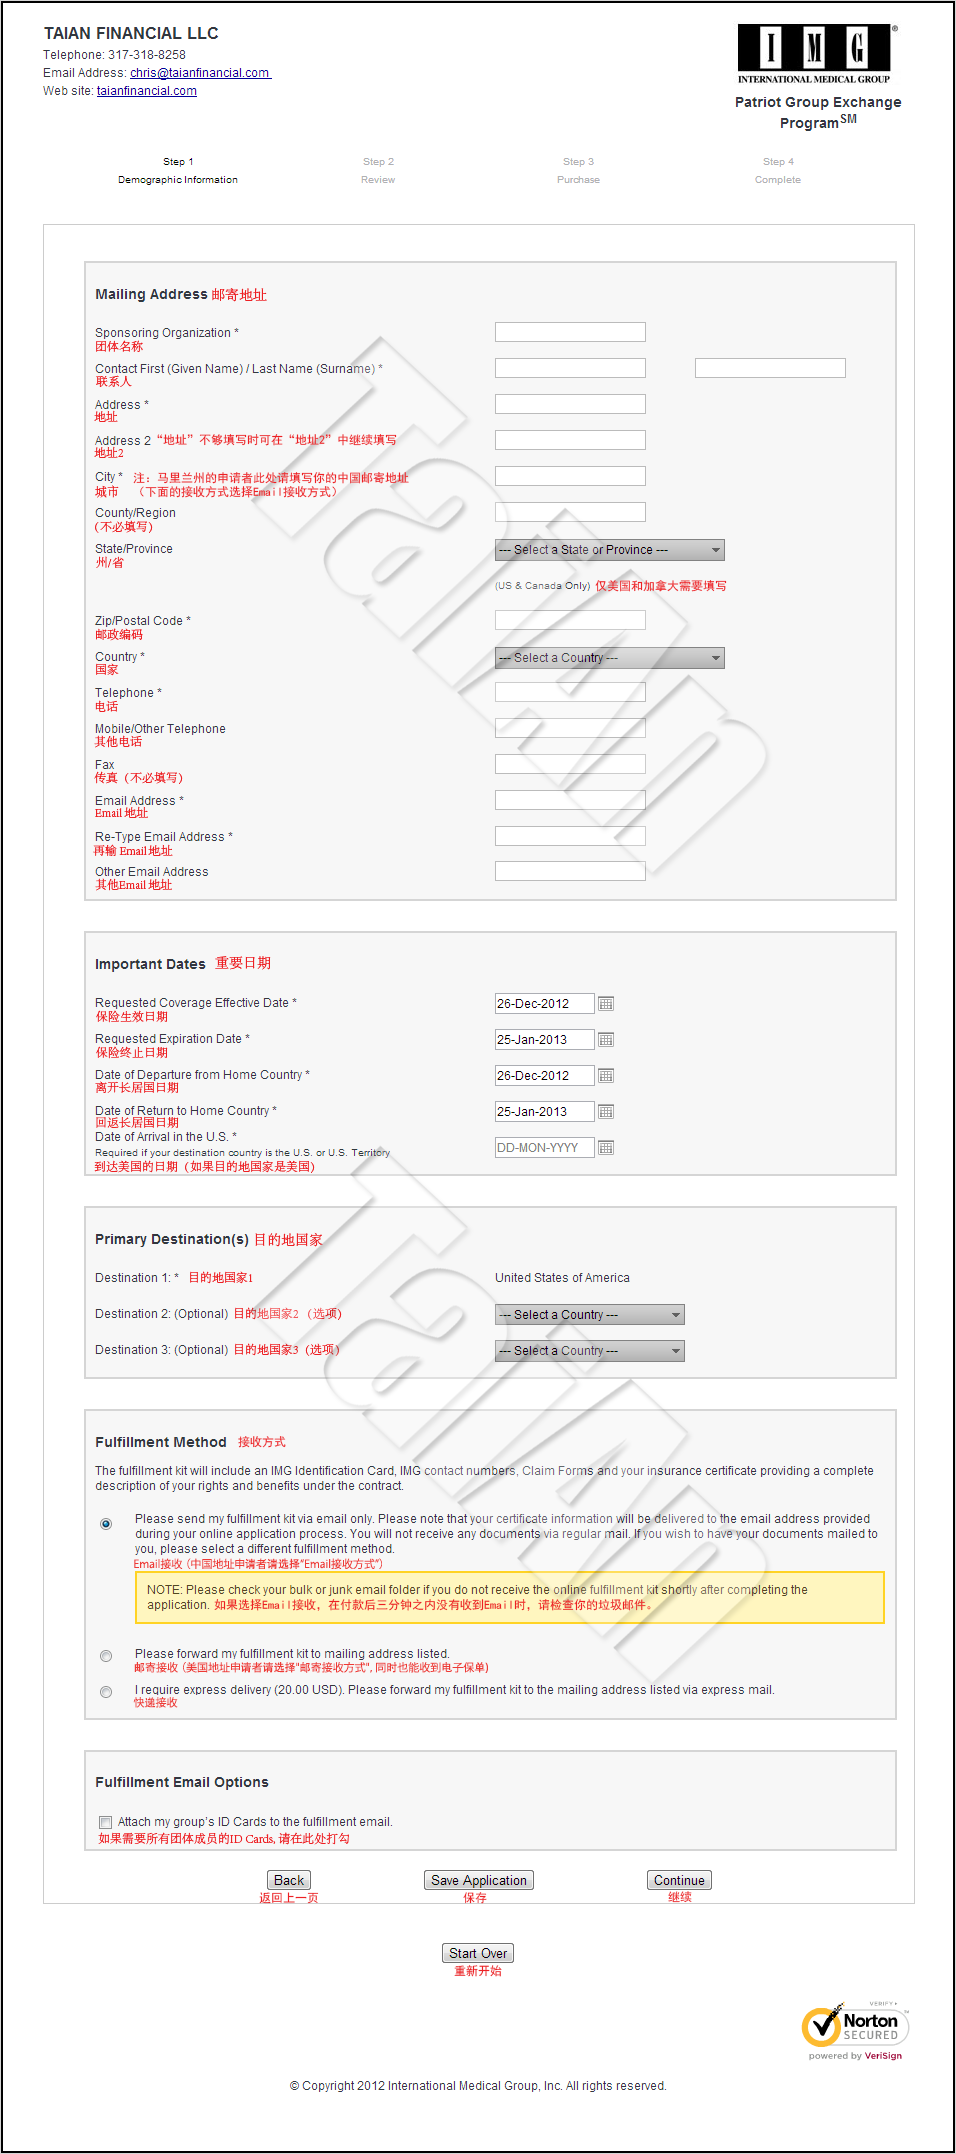 TAIAN FINANCIAL LLC
Telephone: 317-318-8258
Email Address: chris@taianfinancial.com
Web site: taianfinancial.com
IMG ®
INTERNATIONAL MEDICAL GROUP
Patriot Group Exchange
Program SM
Step 1 Step 2 Step 3 Step 4
Demographic Information Review Purchase Complete
Mailing Address 邮寄地址
Sponsoring Organization *
团体名称
Contact First (Given Name) / Last Name (Surname) *
联系人
Address *
地址
Address 2 “地址”不够填写时可在“地址2”中继续填写
地址2
City * 注：马里兰州的申请者此处请填写你的中国邮寄地址
城市 （下面的接收方式选择Email接收方式）
County/Region
(不必填写)
State/Province --- Select a State or Province ---
州/省
(US & Canada Only) 仅美国和加拿大需要填写
Zip/Postal Code *
邮政编码
Country * --- Select a Country ---
国家
Telephone *
电话
Mobile/Other Telephone
其他电话
Fax
传真（不必填写）
Email Address *
Email 地址
Re-Type Email Address *
再输 Email 地址
Other Email Address
其他Email 地址
Important Dates 重要日期
Requested Coverage Effective Date * 26-Dec-2012
保险生效日期
Requested Expiration Date * 25-Jan-2013
保险终止日期
Date of Departure from Home Country * 26-Dec-2012
离开长居国日期
Date of Return to Home Country * 25-Jan-2013
回返长居国日期
Date of Arrival in the U.S. * DD-MON-YYYY
Required if your destination country is the U.S. or U.S. Territory
到达美国的日期（如果目的地国家是美国）
Primary Destination(s) 目的地国家
Destination 1: * 目的地国家1 United States of America
Destination 2: (Optional) 目的地国家2 （选项） --- Select a Country ---
Destination 3: (Optional) 目的地国家3（选项） --- Select a Country ---
Fulfillment Method 接收方式
The fulfillment kit will include an IMG Identification Card, IMG contact numbers, Claim Forms and your insurance certificate providing a complete
description of your rights and benefits under the contract.
Please send my fulfillment kit via email only. Please note that your certificate information will be delivered to the email address provided
during your online application process. You will not receive any documents via regular mail. If you wish to have your documents mailed to
you, please select a different fulfillment method.
Email接收 (中国地址申请者请选择“Email接收方式”)
NOTE: Please check your bulk or junk email folder if you do not receive the online fulfillment kit shortly after completing the
application. 如果选择Email接收，在付款后三分钟之内没有收到Email时，请检查你的垃圾邮件。
Please forward my fulfillment kit to mailing address listed.
邮寄接收 (美国地址申请者请选择"邮寄接收方式", 同时也能收到电子保单)
I require express delivery (20.00 USD). Please forward my fulfillment kit to the mailing address listed via express mail.
快递接收
Fulfillment Email Options
Attach my group's ID Cards to the fulfillment email.
如果需要所有团体成员的ID Cards, 请在此处打勾
Back Save Application Continue
返回上一页 保存 继续
Start Over
重新开始
VERIFY
Norton
SECURED
powered by VeriSign
© Copyright 2012 International Medical Group, Inc. All rights reserved.
TaiAn
TaiAn